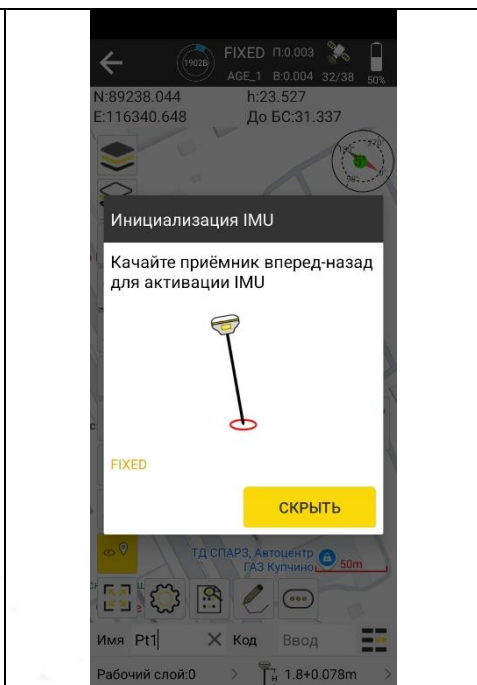 1902B FIXED П:0.003
AGE_1 В:0.004 32/38 50%
N:89238.044 h:23.527
E:116340.648 До БС:31.337
Инициализация IMU
Качайте приёмник вперед-назад
для активации IMU
FIXED
СКРЫТЬ
ТД СПАРЗ, Автоцентр
ГАЗ Купчино
50m
Имя Pt1 Код Ввод
Рабочий слой:0 > H 1.8+0.078m >